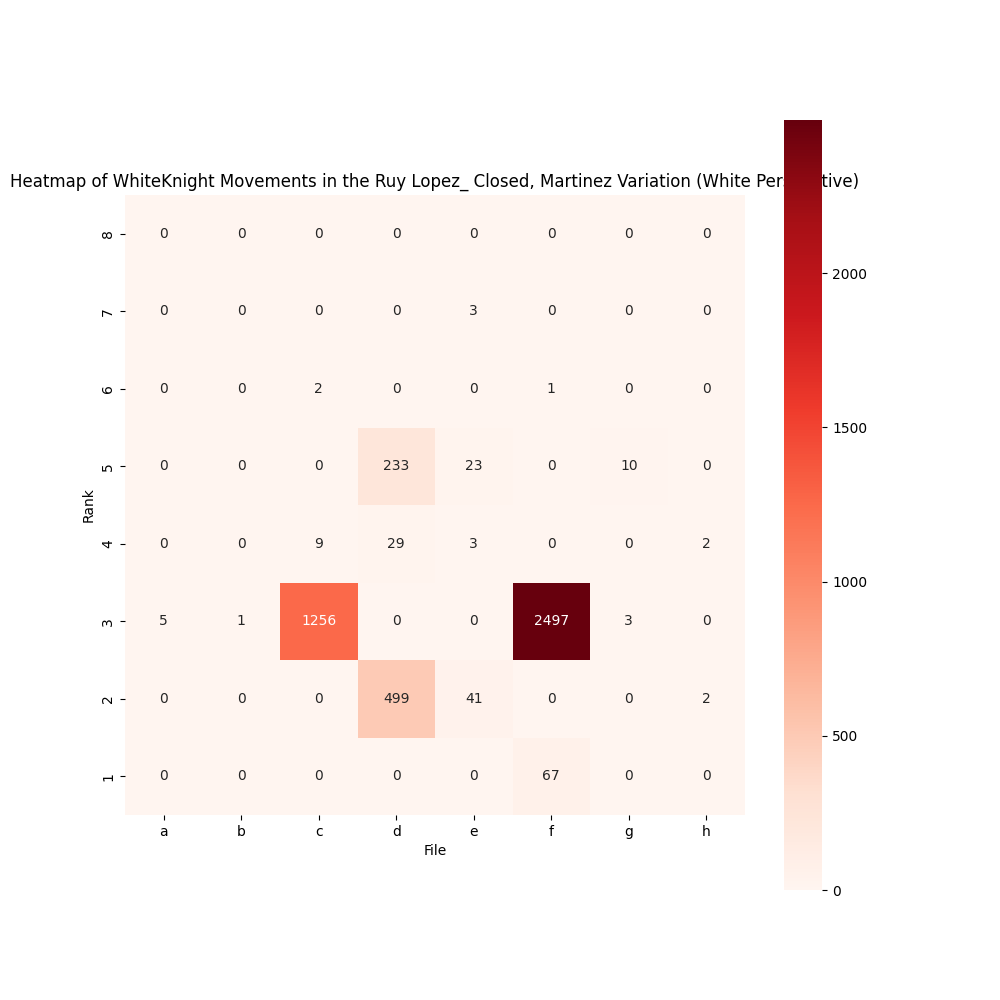 Heatmap of WhiteKnight Movements in the Ruy Lopez_ Closed, Martinez Variation (White
8 0 0 0 0 0 0 0 0
7 0 0 0 0 3 0 0 0
6 0 0 2 0 0 1 0 0
5 0 0 0 233 23 0 10 0
4 0 0 9 29 3 0 0 2
3 5 1 1256 0 0 2497 3 0
2 0 0 0 499 41 0 0 2
1 0 0 0 0 0 67 0 0
a b c d e f g h
File
Rank
2000
1500
1000
500
0